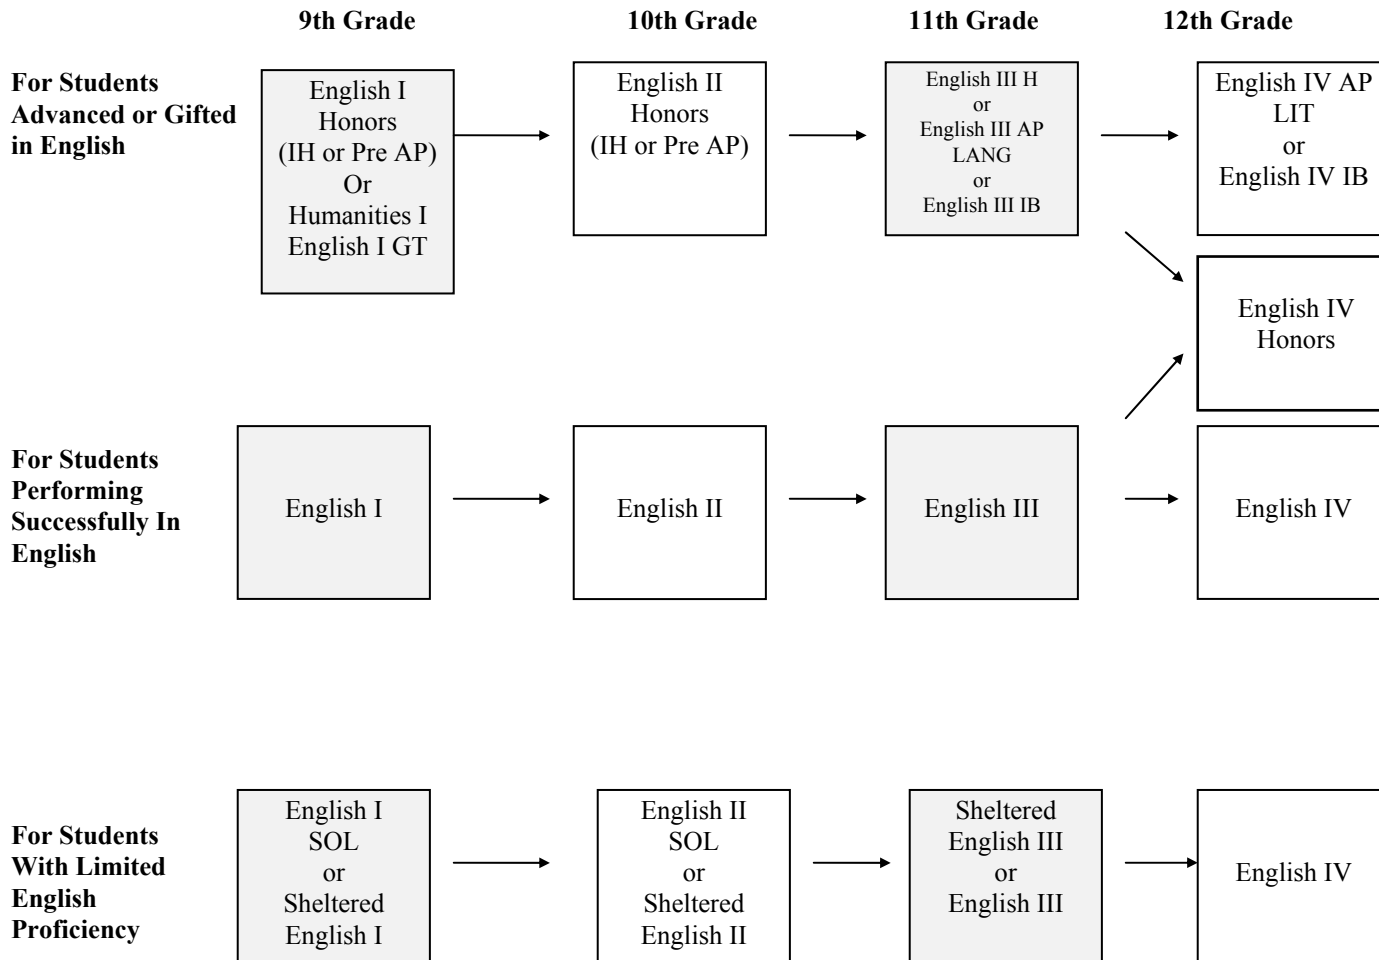 9th Grade
10th Grade
11th Grade
12th Grade
For Students
Advanced or Gifted
in English
English I
Honors
(IH or Pre AP)
Or
Humanities I
English I GT
English II
Honors
(IH or Pre AP)
English III H
or
English III AP
LANG
or
English III IB
English IV AP
LIT
or
English IV IB
English IV
Honors
For Students
Performing
Successfully In
English
English I
English II
English III
English IV
For Students
With Limited
English
Proficiency
English I
SOL
or
Sheltered
English I
English II
SOL
or
Sheltered
English II
Sheltered
English III
or
English III
English IV